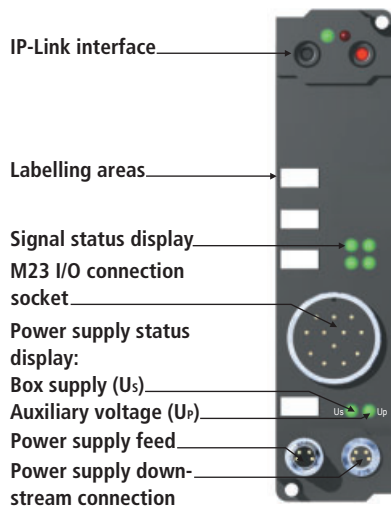 IP-Link interface
Labelling areas
Signal status display
M23 I/O connection
socket
Power supply status
display:
Box supply (Us)
Auxiliary voltage (UP)
Us Up
Power supply feed
Power supply down-
stream connection